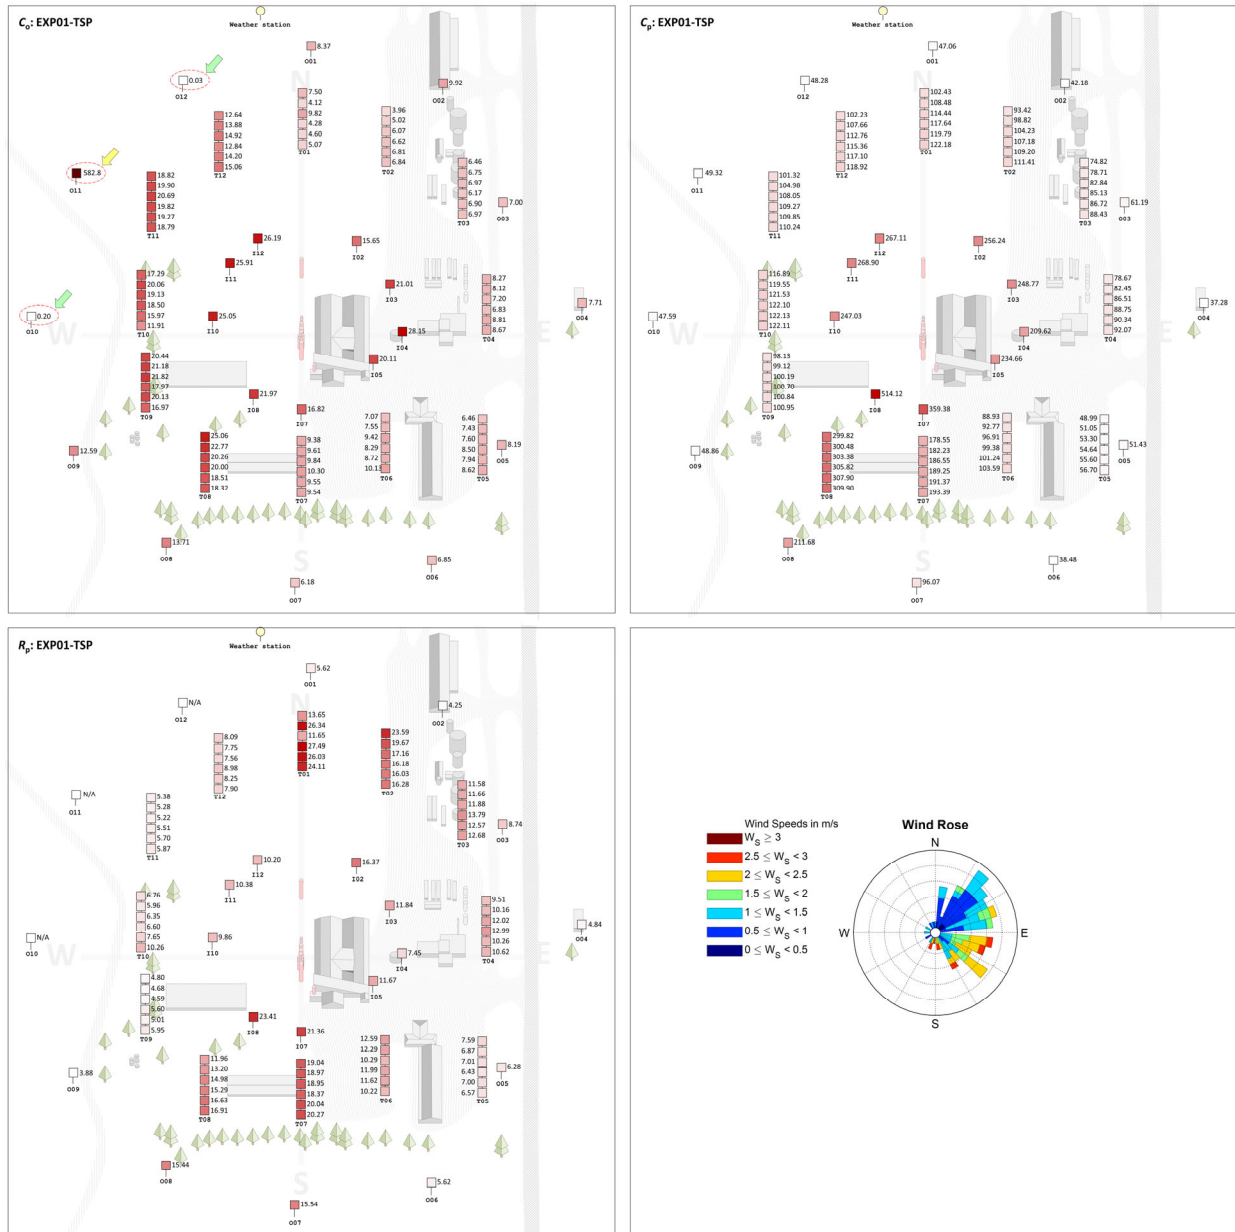 C₀: EXP01-TSP
Weather station
8.37
O01
0.03
O12
9.92
O02
7.50
4.12
9.82
4.28
4.60
5.07
T01
3.96
5.02
6.07
6.62
6.81
6.84
T02
12.64
13.88
14.92
12.84
14.20
15.06
T12
6.46
6.75
6.97
6.17
6.90
6.97
T03
7.00
O03
582.8
O11
18.82
19.90
20.69
19.82
19.27
18.79
T11
26.19
I12
15.65
I02
25.91
I11
21.01
I03
17.29
20.06
19.13
18.50
15.97
11.91
T10
8.27
8.12
7.20
6.83
8.81
8.67
T04
7.71
O04
0.20
O10
W
E
N
S
25.05
I10
28.15
I04
20.11
I05
20.44
21.18
21.82
17.97
20.13
16.97
T09
21.97
I08
16.82
I07
7.07
7.55
9.42
8.29
8.72
10.13
T06
6.46
7.43
7.60
8.50
7.94
8.62
T05
8.19
O05
12.59
O09
25.06
22.77
20.26
20.00
18.51
18.32
T08
9.38
9.61
9.84
10.30
9.55
9.54
T07
13.71
O08
6.85
O06
6.18
O07
Cₚ: EXP01-TSP
Weather station
47.06
O01
48.28
O12
42.18
O02
102.43
108.48
114.44
117.64
119.79
122.18
T01
93.42
98.82
104.23
107.18
109.20
111.41
T02
102.23
107.66
112.76
115.36
117.10
118.92
T12
74.82
78.71
82.84
85.13
86.72
88.43
T03
61.19
O03
49.32
O11
101.32
104.98
108.05
109.27
109.85
110.24
T11
267.11
I12
256.24
I02
268.90
I11
248.77
I03
116.89
119.55
121.53
122.10
122.13
122.11
T10
78.67
82.45
86.51
88.75
90.34
92.07
T04
37.28
O04
47.59
O10
W
E
N
S
247.03
I10
209.62
I04
234.66
I05
98.13
99.12
100.19
100.70
100.84
100.95
T09
514.12
I08
359.38
I07
88.93
92.77
96.91
99.38
101.24
103.59
T06
48.99
51.05
53.30
54.64
55.60
56.70
T05
51.43
O05
48.86
O09
299.82
300.48
303.38
305.82
307.90
309.90
T08
178.55
182.23
186.55
189.25
191.37
193.39
T07
211.68
O08
38.48
O06
96.07
O07
Rₚ: EXP01-TSP
Weather station
5.62
O01
N/A
O12
4.25
O02
13.65
26.34
11.65
27.49
26.03
24.11
T01
23.59
19.67
17.16
16.18
16.03
16.28
T02
8.09
7.75
7.56
8.98
8.25
7.90
T12
11.58
11.66
11.88
13.79
12.57
12.68
T03
8.74
O03
N/A
O11
5.38
5.28
5.22
5.51
5.70
5.87
T11
10.20
I12
16.37
I02
10.38
I11
11.84
I03
6.76
5.96
6.35
6.60
7.65
10.26
T10
9.51
10.16
12.02
12.99
10.26
10.62
T04
4.84
O04
N/A
O10
W
E
N
S
9.86
I10
7.45
I04
11.67
I05
4.80
4.68
4.59
5.60
5.01
5.95
T09
23.41
I08
21.36
I07
12.59
12.29
10.29
11.99
11.62
10.22
T06
7.59
6.87
7.01
6.43
7.00
6.57
T05
6.28
O05
3.88
O09
11.96
13.20
14.98
15.29
16.63
16.91
T08
19.04
18.97
18.95
18.37
20.04
20.27
T07
15.44
O08
5.62
O06
15.54
O07
Wind Speeds in m/s
W_S ≥ 3
2.5 ≤ W_S < 3
2 ≤ W_S < 2.5
1.5 ≤ W_S < 2
1 ≤ W_S < 1.5
0.5 ≤ W_S < 1
0 ≤ W_S < 0.5
Wind Rose
N
W
E
S